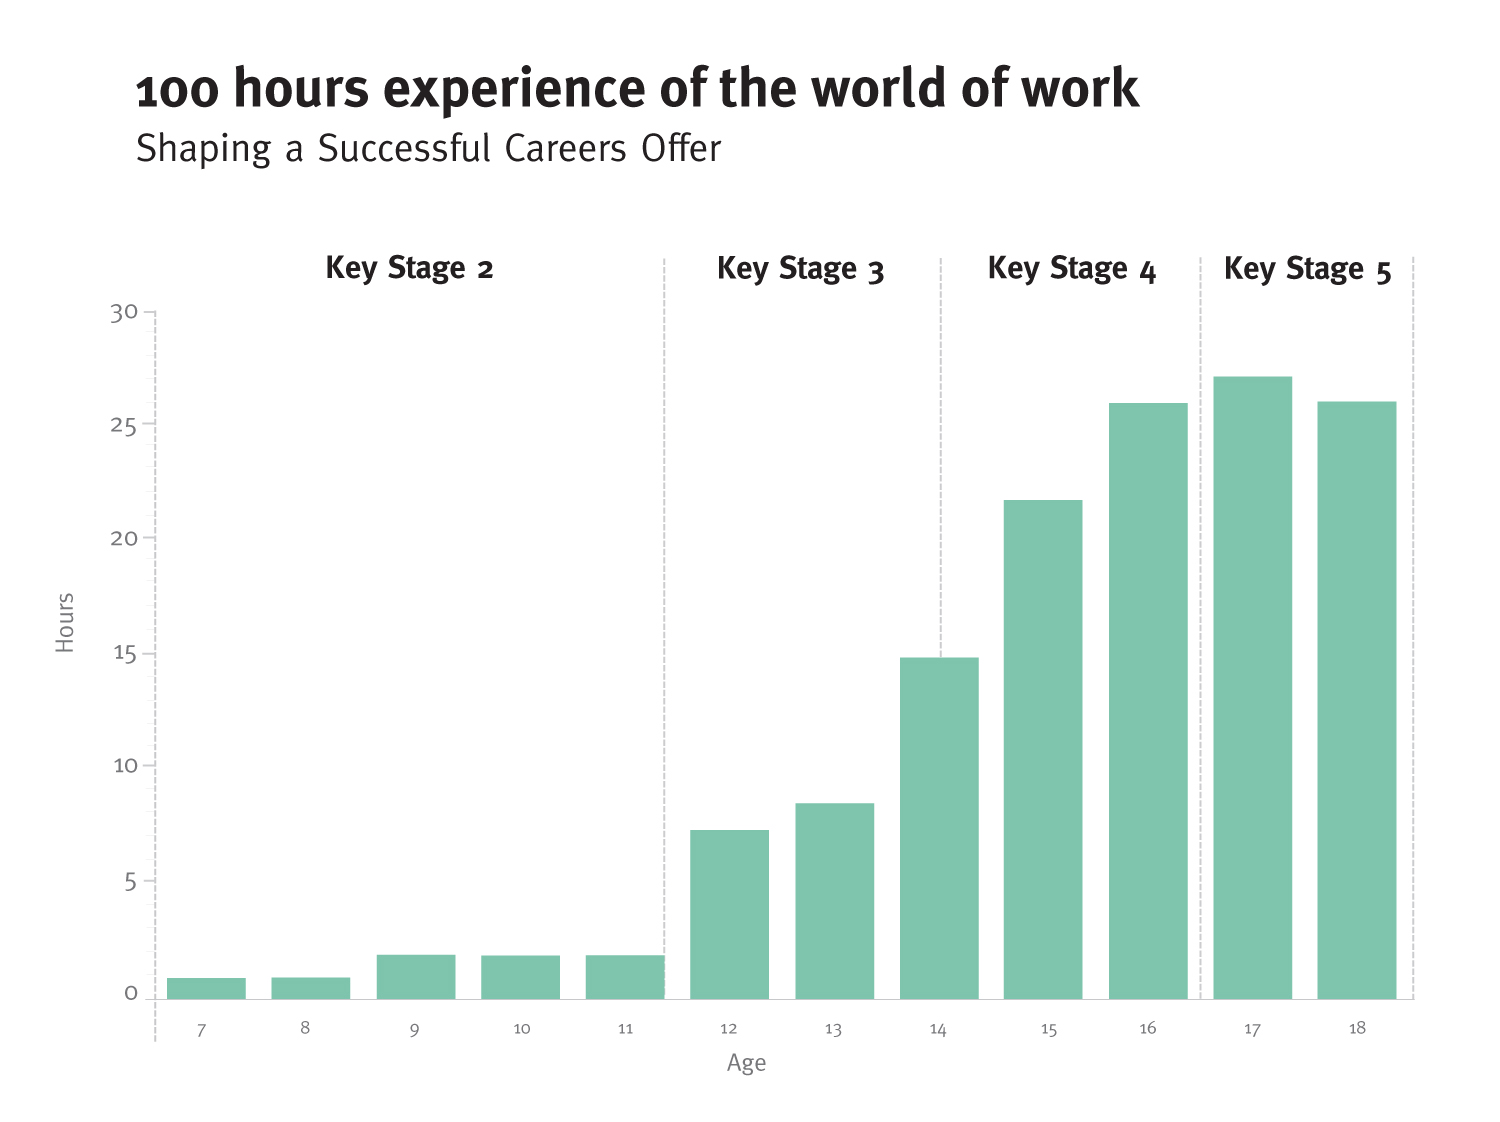 100 hours experience of the world of work
Shaping a Successful Careers Offer
Key Stage 2
Key Stage 3
Key Stage 4
Key Stage 5
30
25
20
15
10
5
0
Hours
7 8 9 10 11 12 13 14 15 16 17 18
Age